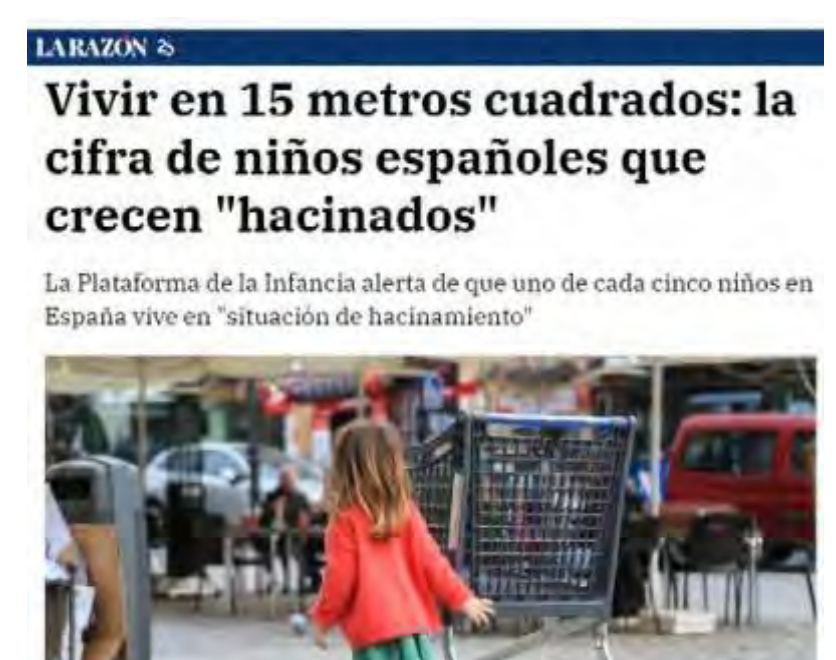 LA RAZÓN 25
Vivir en 15 metros cuadrados: la
cifra de niños españoles que
crecen "hacinados"
La Plataforma de la Infancia alerta de que uno de cada cinco niños en
España vive en "situación de hacinamiento"